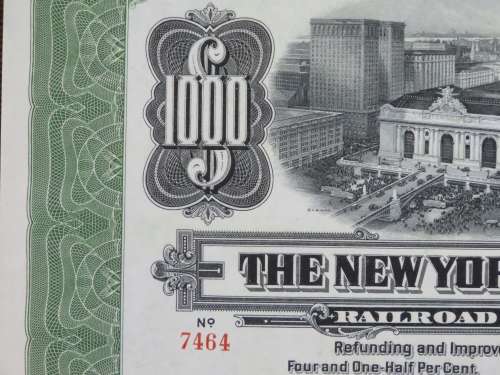 1000
THE NEW YOR
RAILROAD
Nº
7464
Refunding and Improve
Four and One-Half Per Cent.